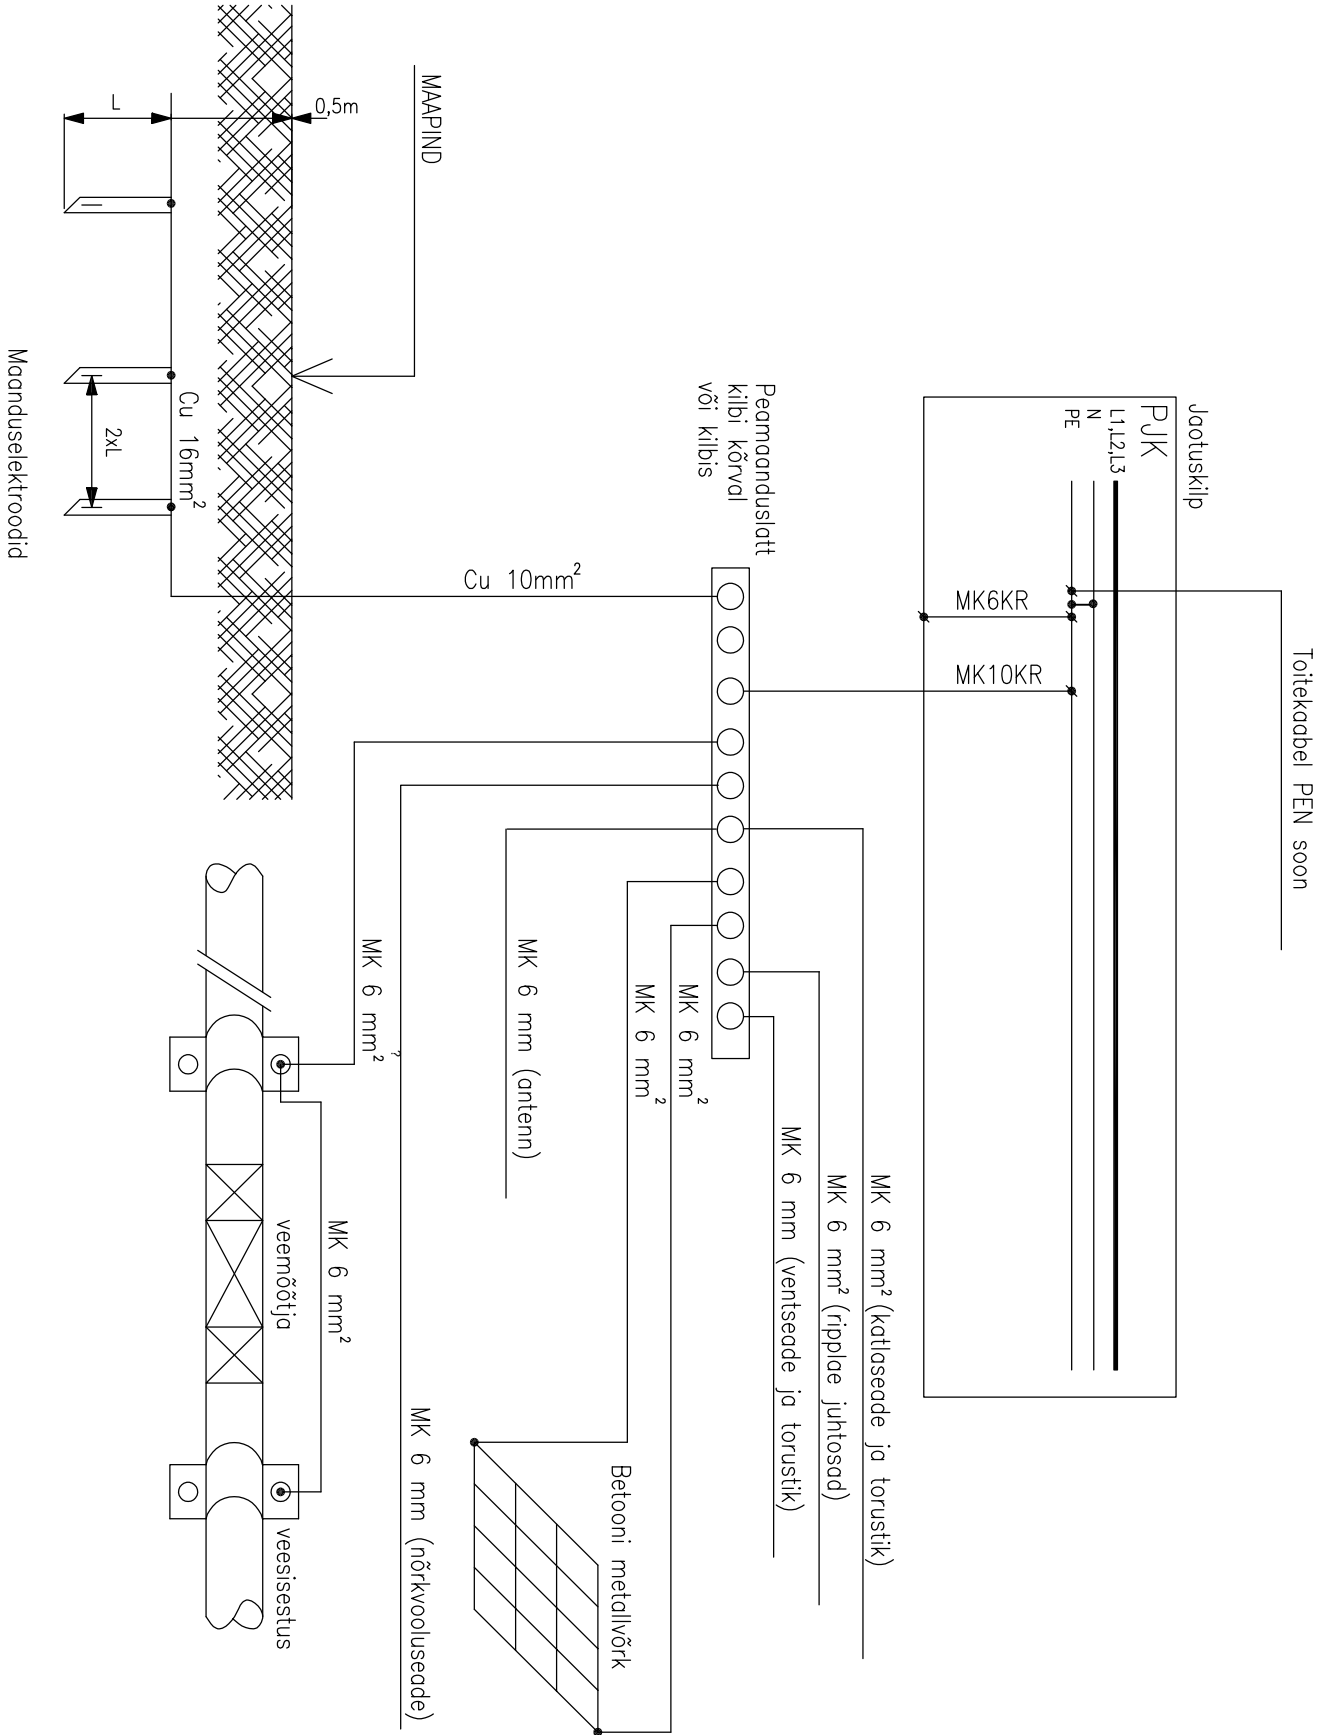 Toitekaabel PEN soon
Jaotuskilp
PJK
L1,L2,L3
N
PE
MK6KR
MK10KR
Peamaanduslatt
kilbi kõrval
või kilbis
MK 6 mm² (katlaseade ja torustik)
MK 6 mm² (ripplae juhtosad)
MK 6 mm (ventseade ja torustik)
MK 6 mm²
MK 6 mm²
Betooni metallvõrk
MK 6 mm (antenn)
MK 6 mm (nõrkvooluseade)
?
MK 6 mm²
MK 6 mm²
veemõõtja
veesisestus
Cu 10mm²
MAAPIND
0,5m
L
Cu 16mm²
2xL
Maanduselektroodid